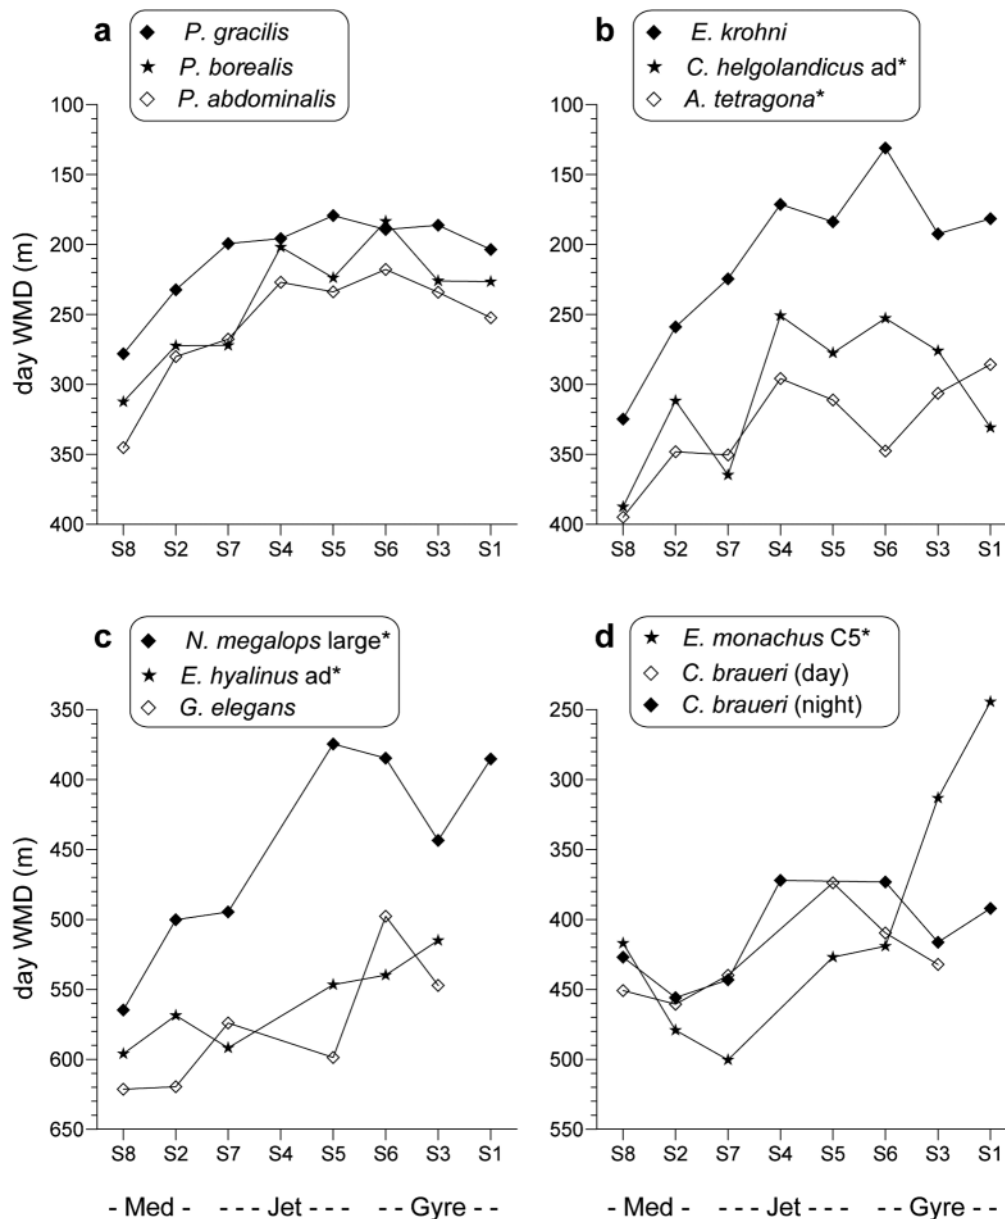 a
P. gracilis
P. borealis
P. abdominalis
day WMD (m)
100
150
200
250
300
350
400
S8 S2 S7 S4 S5 S6 S3 S1
b
E. krohni
C. helgolandicus ad*
A. tetragona*
100
150
200
250
300
350
400
S8 S2 S7 S4 S5 S6 S3 S1
c
N. megalops large*
E. hyalinus ad*
G. elegans
day WMD (m)
350
400
450
500
550
600
650
S8 S2 S7 S4 S5 S6 S3 S1
- Med - - - - Jet - - - - - Gyre - -
d
E. monachus C5*
C. braueri (day)
C. braueri (night)
250
300
350
400
450
500
550
S8 S2 S7 S4 S5 S6 S3 S1
- Med - - - - Jet - - - - - Gyre - -